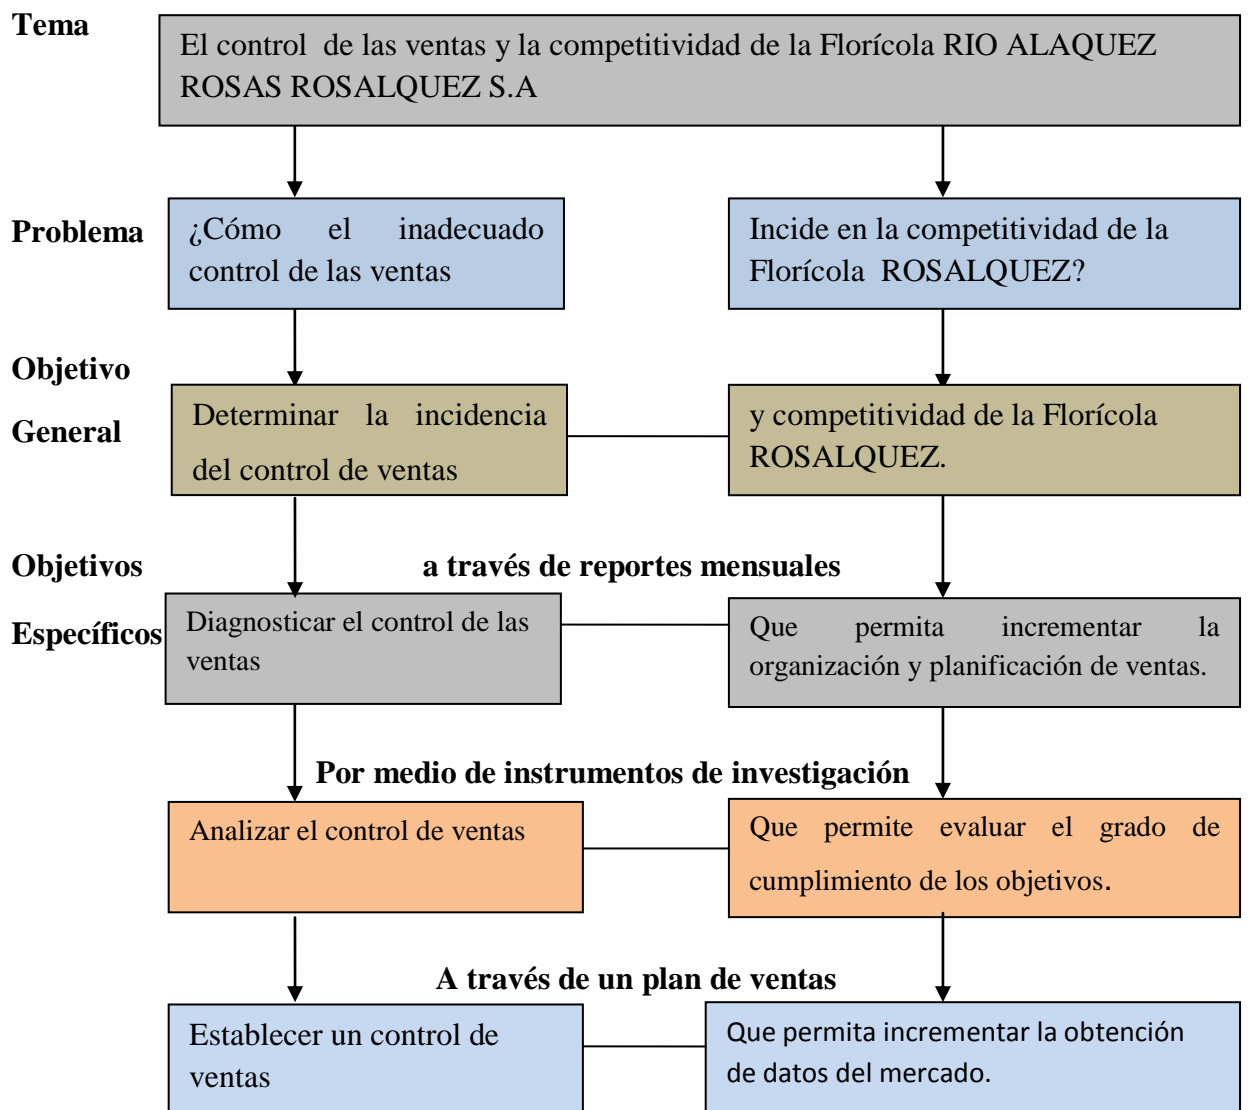 Tema
El control de las ventas y la competitividad de la Florícola RIO ALAQUEZ
ROSAS ROSALQUEZ S.A
Problema
¿Cómo el inadecuado
control de las ventas
Incide en la competitividad de la
Florícola ROSALQUEZ?
Objetivo
General
Determinar la incidencia
del control de ventas
y competitividad de la Florícola
ROSALQUEZ.
Objetivos
Específicos
a través de reportes mensuales
Diagnosticar el control de las
ventas
Que permita incrementar la
organización y planificación de ventas.
Por medio de instrumentos de investigación
Analizar el control de ventas
Que permite evaluar el grado de
cumplimiento de los objetivos.
A través de un plan de ventas
Establecer un control de
ventas
Que permita incrementar la obtención
de datos del mercado.